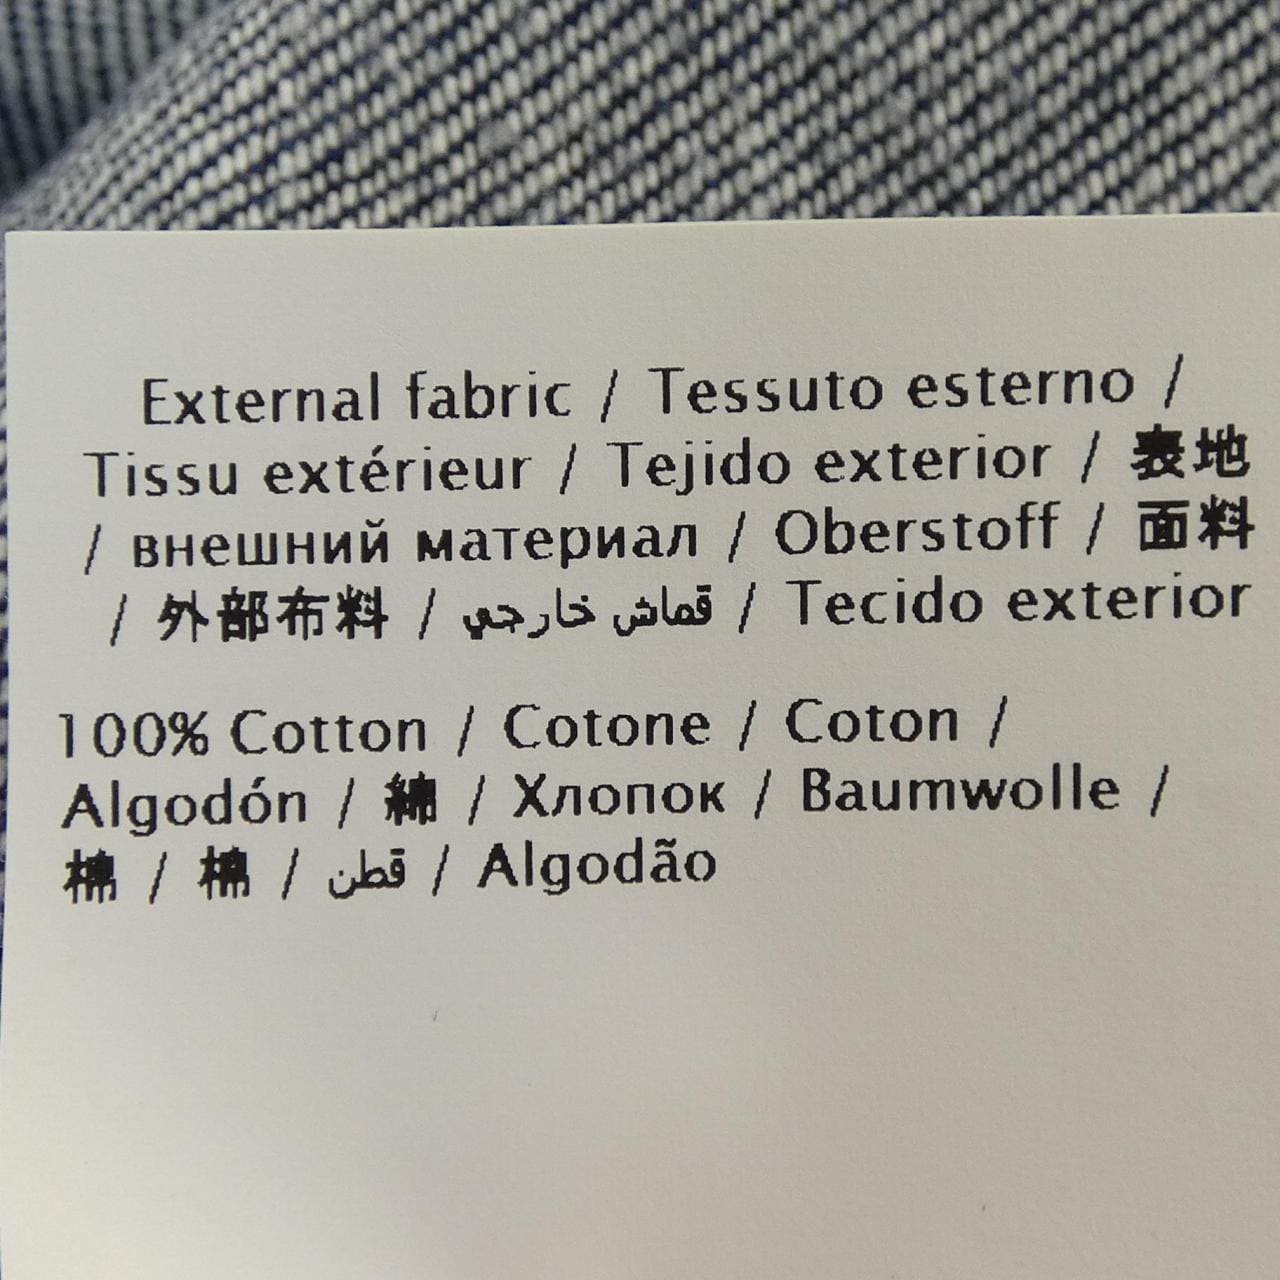 External fabric / Tessuto esterno /
Tissu extérieur / Tejido exterior / 表地
/ внешний материал / Oberstoff / 面料
/ 外部布料 / قماش خارجي / Tecido exterior
100% Cotton / Cotone / Coton /
Algodón / 綿 / Хлопок / Baumwolle /
棉 / 棉 / قطن / Algodão